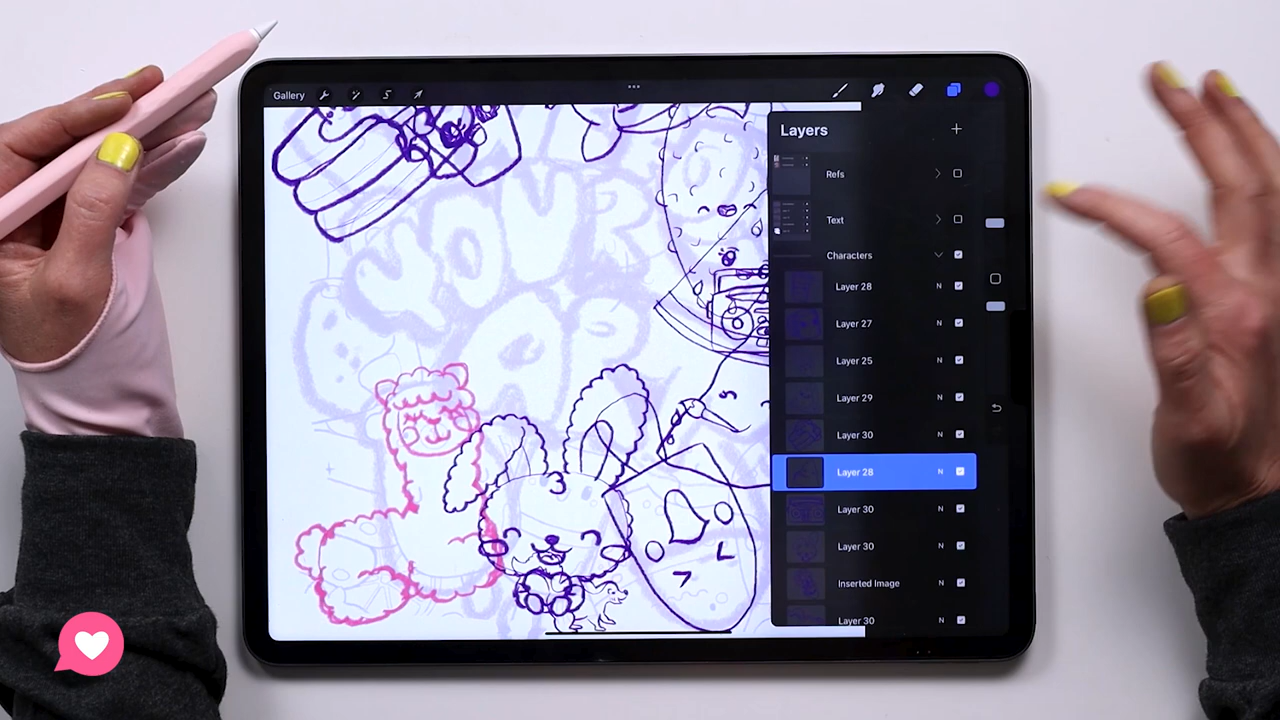 Gallery
Layers
Refs
Text
Characters
Layer 28 N
Layer 27 N
Layer 25 N
Layer 29 N
Layer 30 N
Layer 28 N
Layer 30 N
Layer 30 N
Inserted Image N
Layer 30 N
YOUR